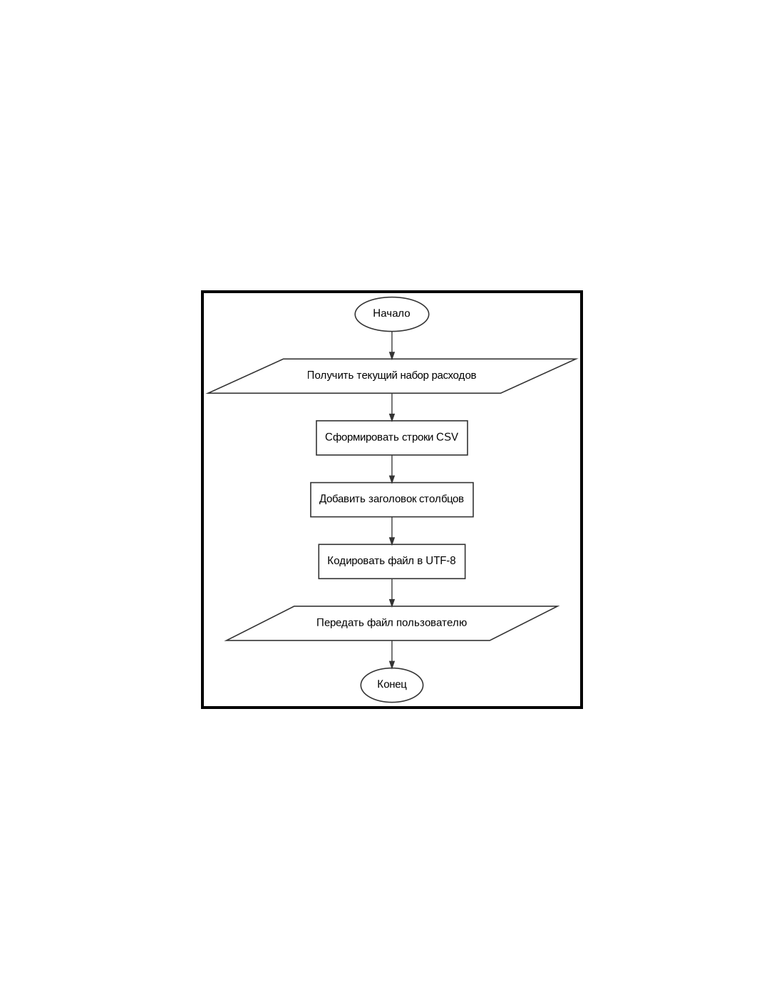 Начало
Получить текущий набор расходов
Сформировать строки CSV
Добавить заголовок столбцов
Кодировать файл в UTF-8
Передать файл пользователю
Конец